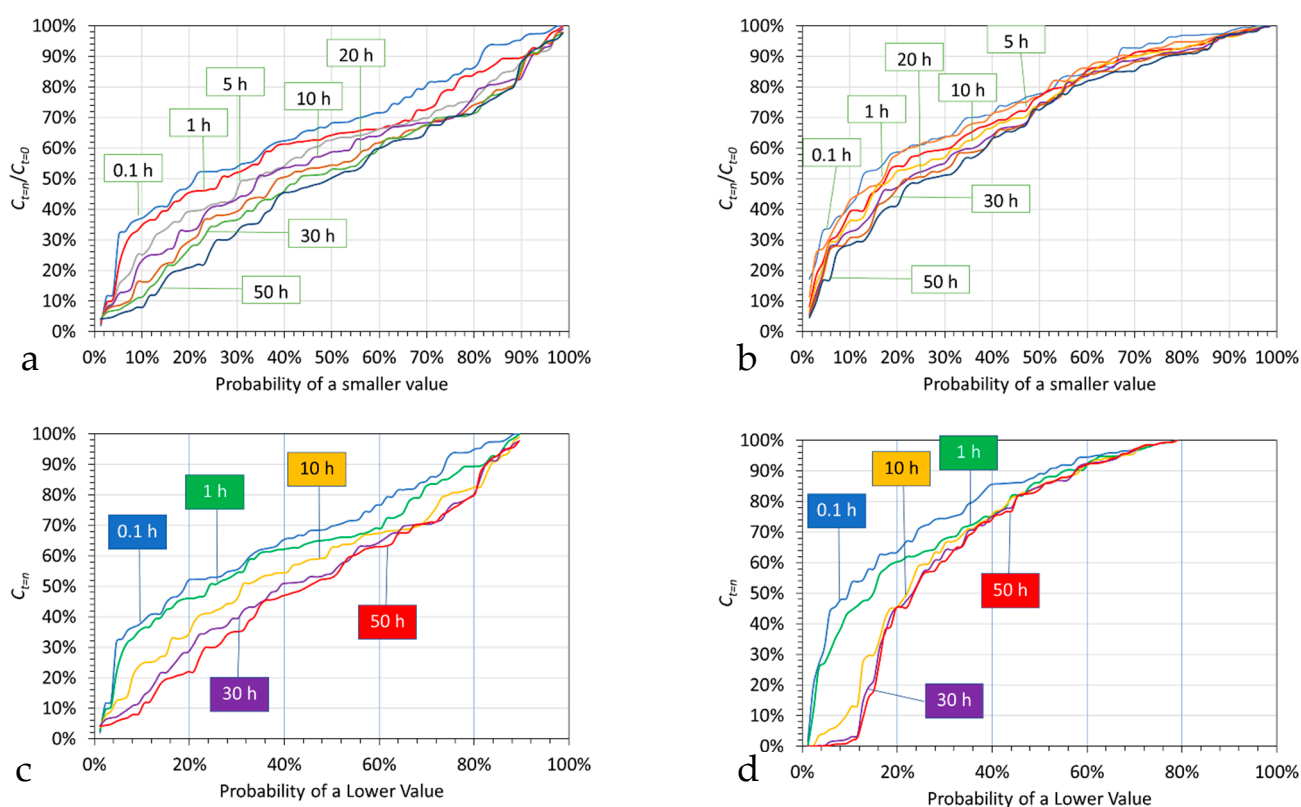 100%
90%
80%
70%
60%
50%
40%
30%
20%
10%
0%
C_{t=n}/C_{t=0}
0.1 h
1 h
5 h
10 h
20 h
30 h
50 h
0% 10% 20% 30% 40% 50% 60% 70% 80% 90% 100%
Probability of a smaller value
a
100%
90%
80%
70%
60%
50%
40%
30%
20%
10%
0%
C_{t=n}/C_{t=0}
0.1 h
1 h
20 h
10 h
5 h
30 h
50 h
0% 10% 20% 30% 40% 50% 60% 70% 80% 90% 100%
Probability of a smaller value
b
100%
90%
80%
70%
60%
50%
40%
30%
20%
10%
0%
C_{t=n}
0.1 h
1 h
10 h
50 h
30 h
0% 20% 40% 60% 80% 100%
Probability of a Lower Value
c
100%
90%
80%
70%
60%
50%
40%
30%
20%
10%
0%
C_{t=n}
0.1 h
10 h
1 h
50 h
30 h
0% 20% 40% 60% 80% 100%
Probability of a Lower Value
d